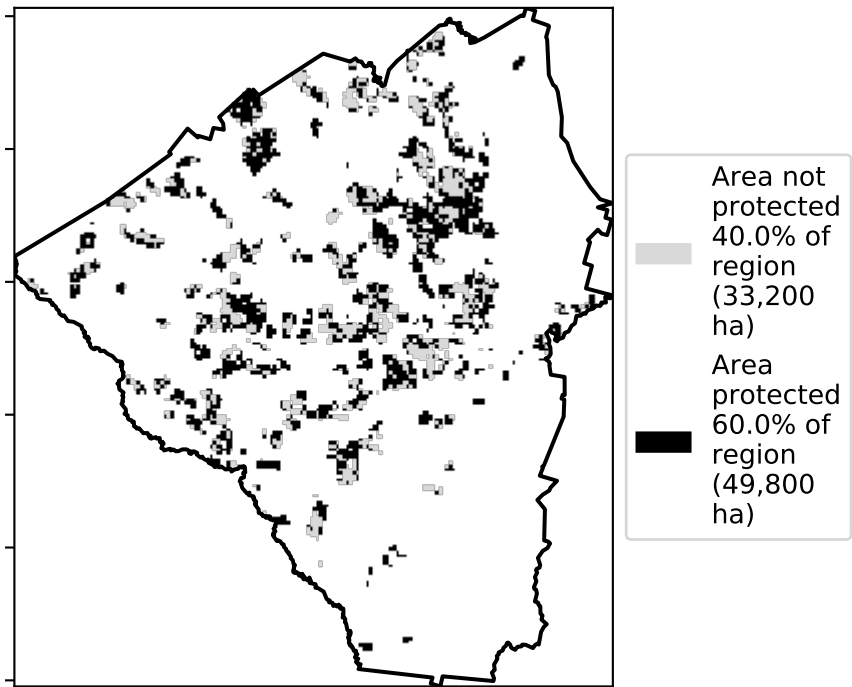 Area not
protected
40.0% of
region
(33,200
ha)
Area
protected
60.0% of
region
(49,800
ha)